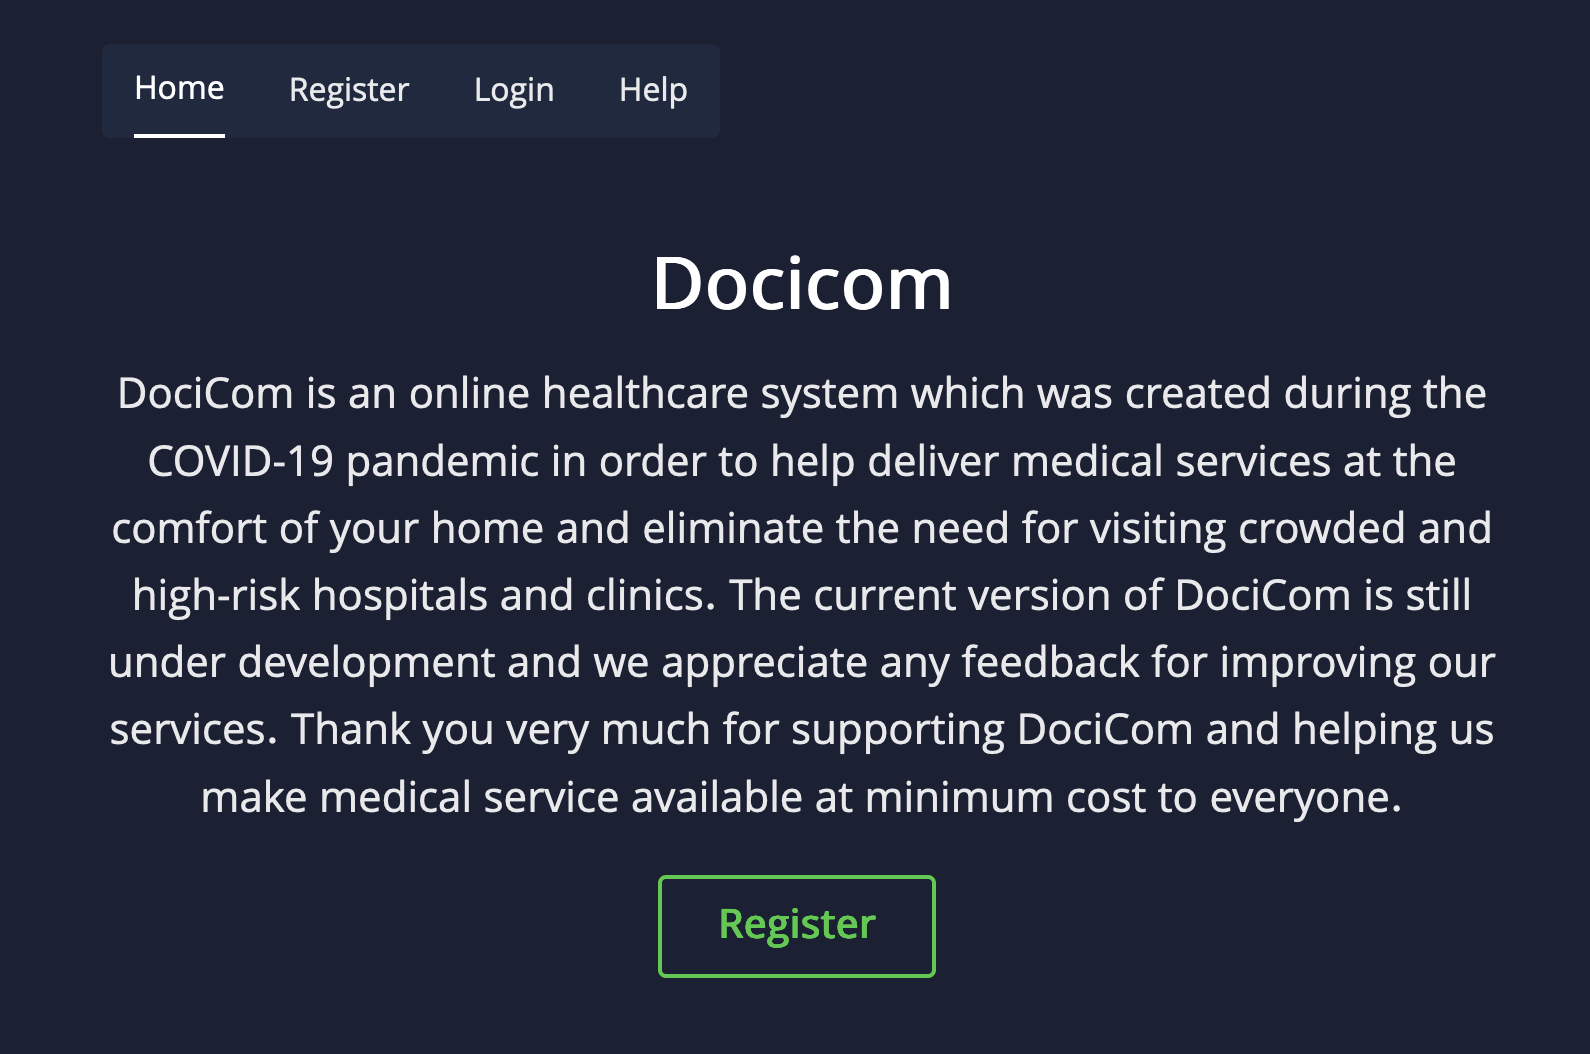 Home Register Login Help
Docicom
DociCom is an online healthcare system which was created during the
COVID-19 pandemic in order to help deliver medical services at the
comfort of your home and eliminate the need for visiting crowded and
high-risk hospitals and clinics. The current version of DociCom is still
under development and we appreciate any feedback for improving our
services. Thank you very much for supporting DociCom and helping us
make medical service available at minimum cost to everyone.
Register